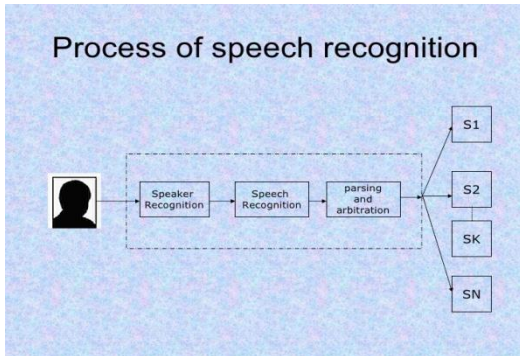 Process of speech recognition
Speaker
Recognition
Speech
Recognition
parsing
and
arbitration
S1
S2
SK
SN